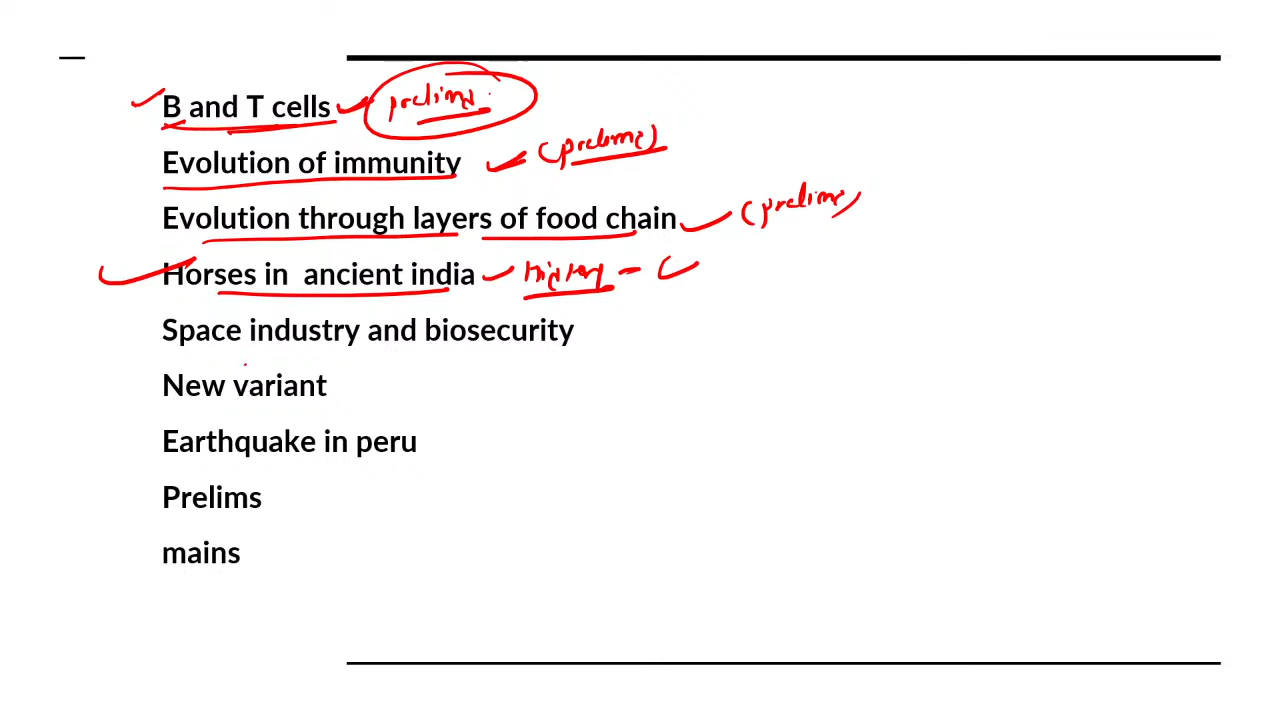 B and T cells prelims
Evolution of immunity (prelims)
Evolution through layers of food chain (prelims)
Horses in ancient india History -
Space industry and biosecurity
New variant
Earthquake in peru
Prelims
mains